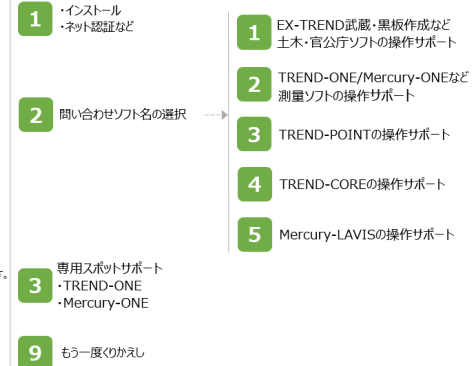 1
・インストール
・ネット認証など
2
問い合わせソフト名の選択
1
EX-TREND武蔵・黒板作成など
土木・官公庁ソフトの操作サポート
2
TREND-ONE/Mercury-ONEなど
測量ソフトの操作サポート
3
TREND-POINTの操作サポート
4
TREND-COREの操作サポート
5
Mercury-LAVISの操作サポート
す。
3
専用スポットサポート
・TREND-ONE
・Mercury-ONE
9
もう一度くりかえし